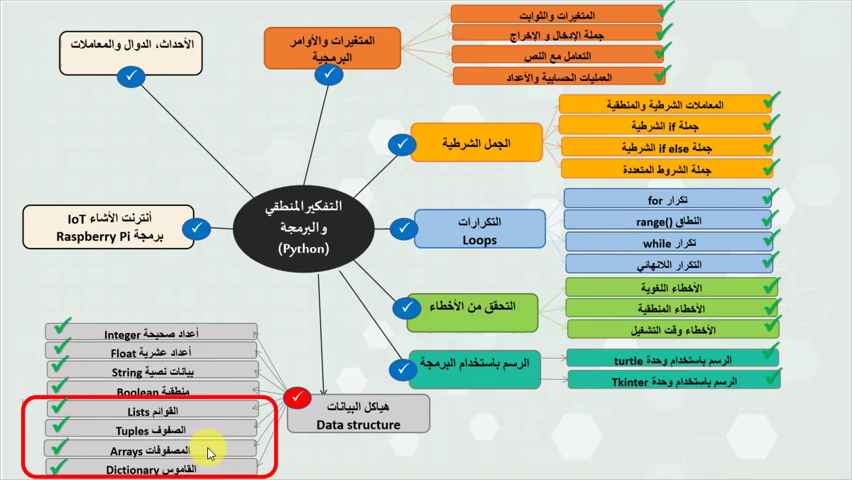 الأحداث، الدوال والمعاملات
المتغيرات والأوامر
البرمجية
المتغيرات والثوابت
جملة الإدخال و الإخراج
التعامل مع النص
العمليات الحسابية والأعداد
الجمل الشرطية
المعاملات الشرطية والمنطقية
جملة if الشرطية
جملة if else الشرطية
جملة الشروط المتعددة
التفكير المنطقي
و البرمجة
(Python)
أنترنت الأشاء IoT
برمجة Raspberry Pi
التكرارات
Loops
تكرار for
النطاق range()
تكرار while
التكرار اللانهائي
التحقق من الأخطاء
الأخطاء اللغوية
الأخطاء المنطقية
الأخطاء وقت التشغيل
الرسم باستخدام البرمجة
الرسم باستخدام وحدة turtle
الرسم باستخدام وحدة Tkinter
هياكل البيانات
Data structure
أعداد صحيحة Integer
أعداد عشرية Float
بيانات نصية String
منطقية Boolean
القوائم Lists
الصفوف Tuples
المصفوفات Arrays
القاموس Dictionary